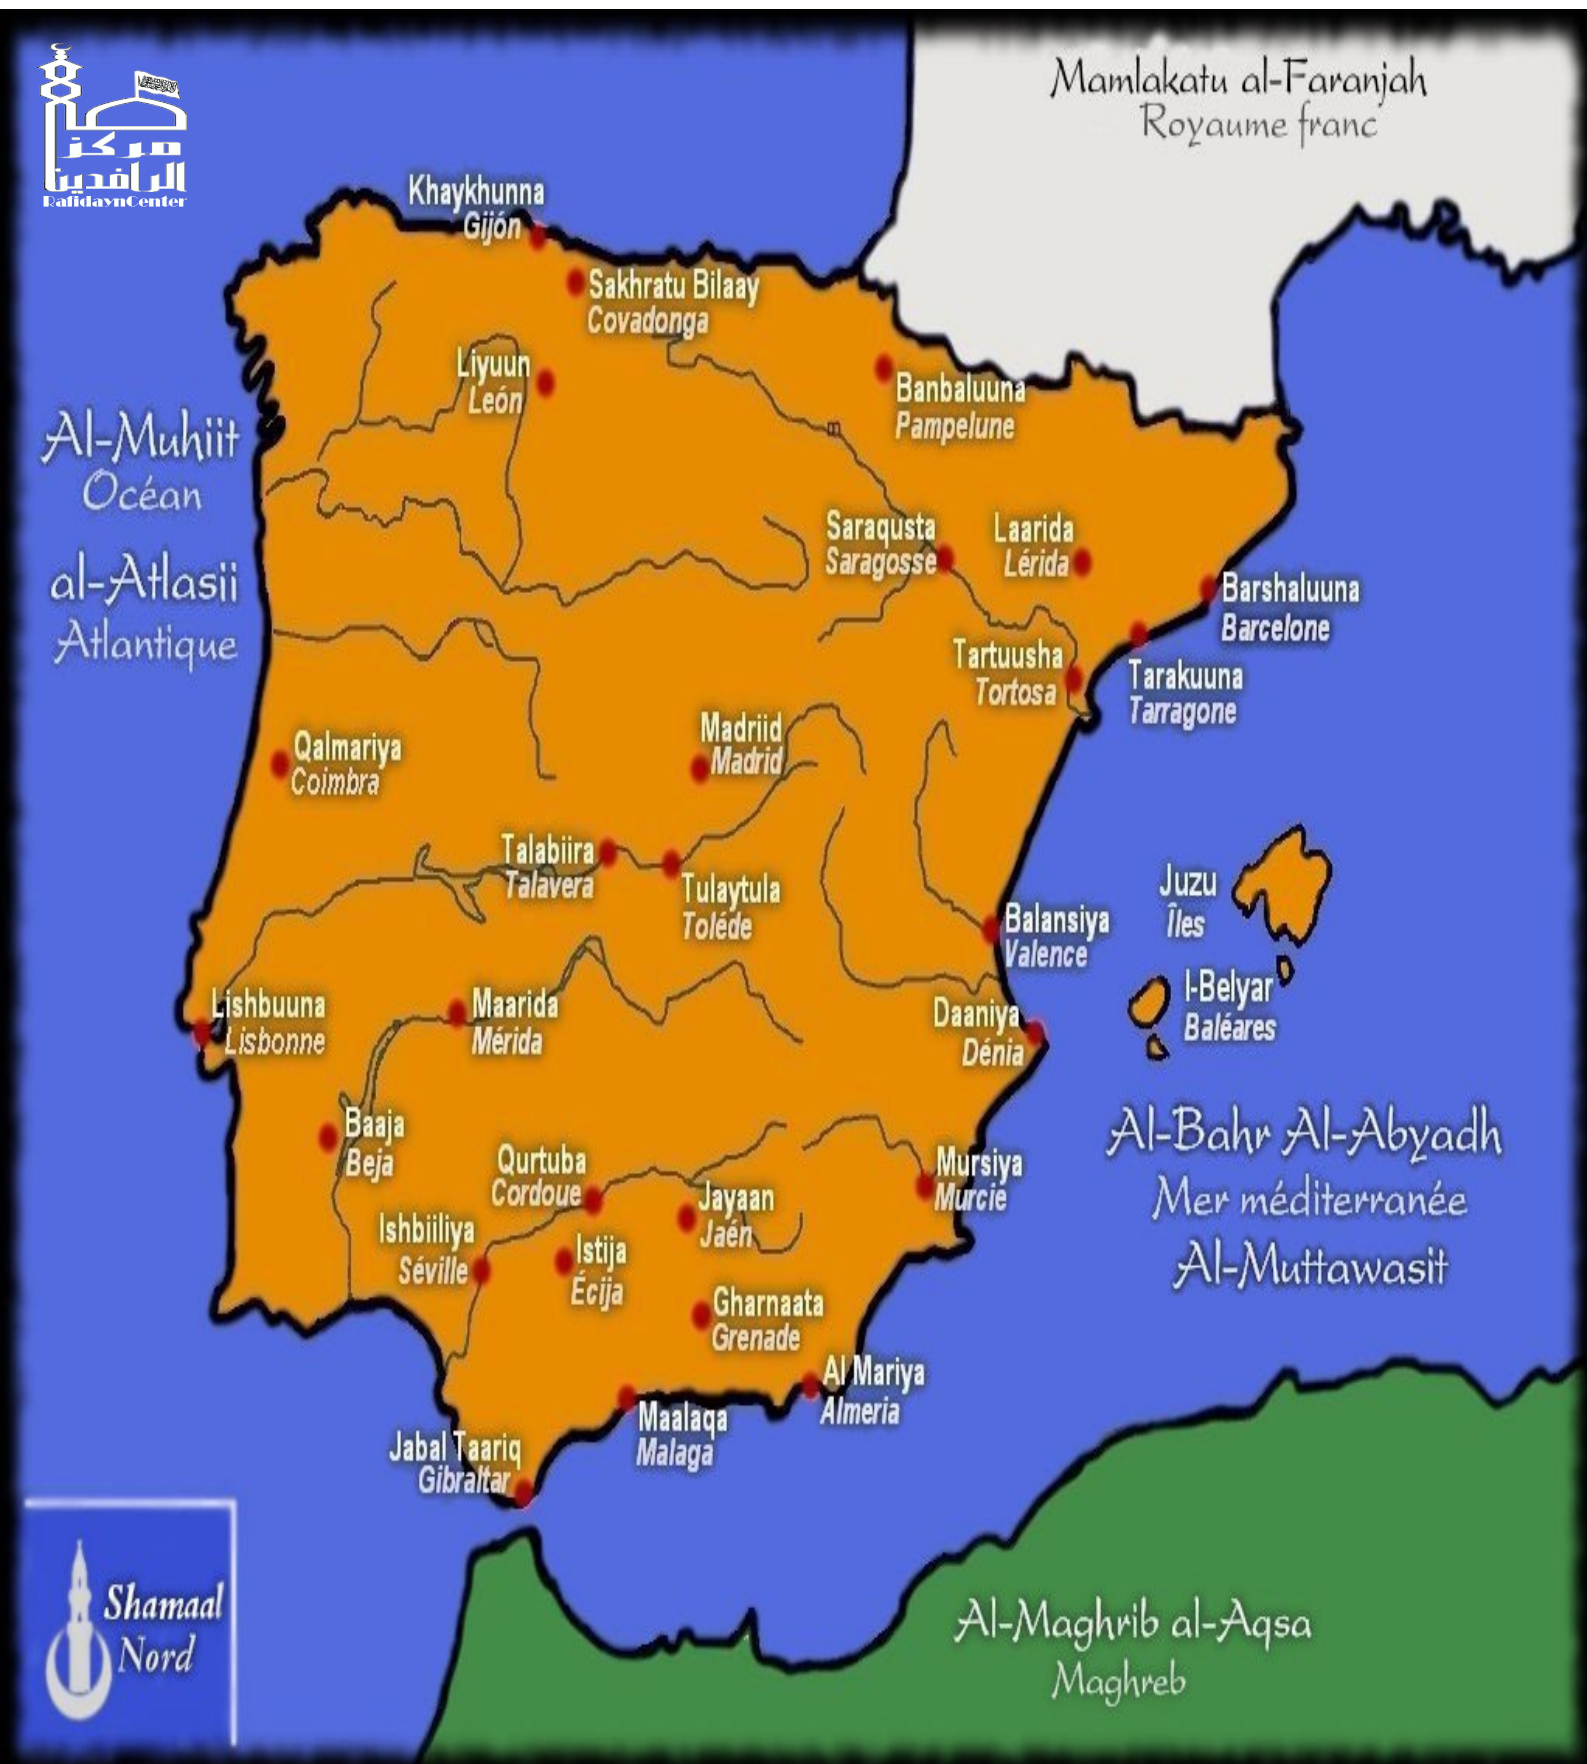 مركز
الرافدين
RafidaynCenter
Mamlakatu al-Faranjah
Royaume franc
Khaykhunna
Gijón
Sakhratu Bilaay
Covadonga
Liyuun
León
Banbaluuna
Pampelune
Al-Muhiit
Océan
al-Atlasii
Atlantique
Saraqusta
Saragosse
Laarida
Lérida
Barshaluuna
Barcelone
Tartuusha
Tortosa
Tarakuuna
Tarragone
Qalmariya
Coimbra
Madriid
Madrid
Talabiira
Talavera
Tulaytula
Toléde
Balansiya
Valence
Juzu
Îles
l-Belyar
Baléares
Lishbuuna
Lisbonne
Maarida
Mérida
Daaniya
Dénia
Baaja
Beja
Qurtuba
Cordoue
Jayaan
Jaén
Mursiya
Murcie
Al-Bahr Al-Abyadh
Mer méditerranée
Al-Muttawasit
Ishbiiliya
Séville
Istija
Écija
Gharnaata
Grenade
Al Mariya
Almeria
Maalaqa
Malaga
Jabal Taariq
Gibraltar
Shamaal
Nord
Al-Maghrib al-Aqsa
Maghreb